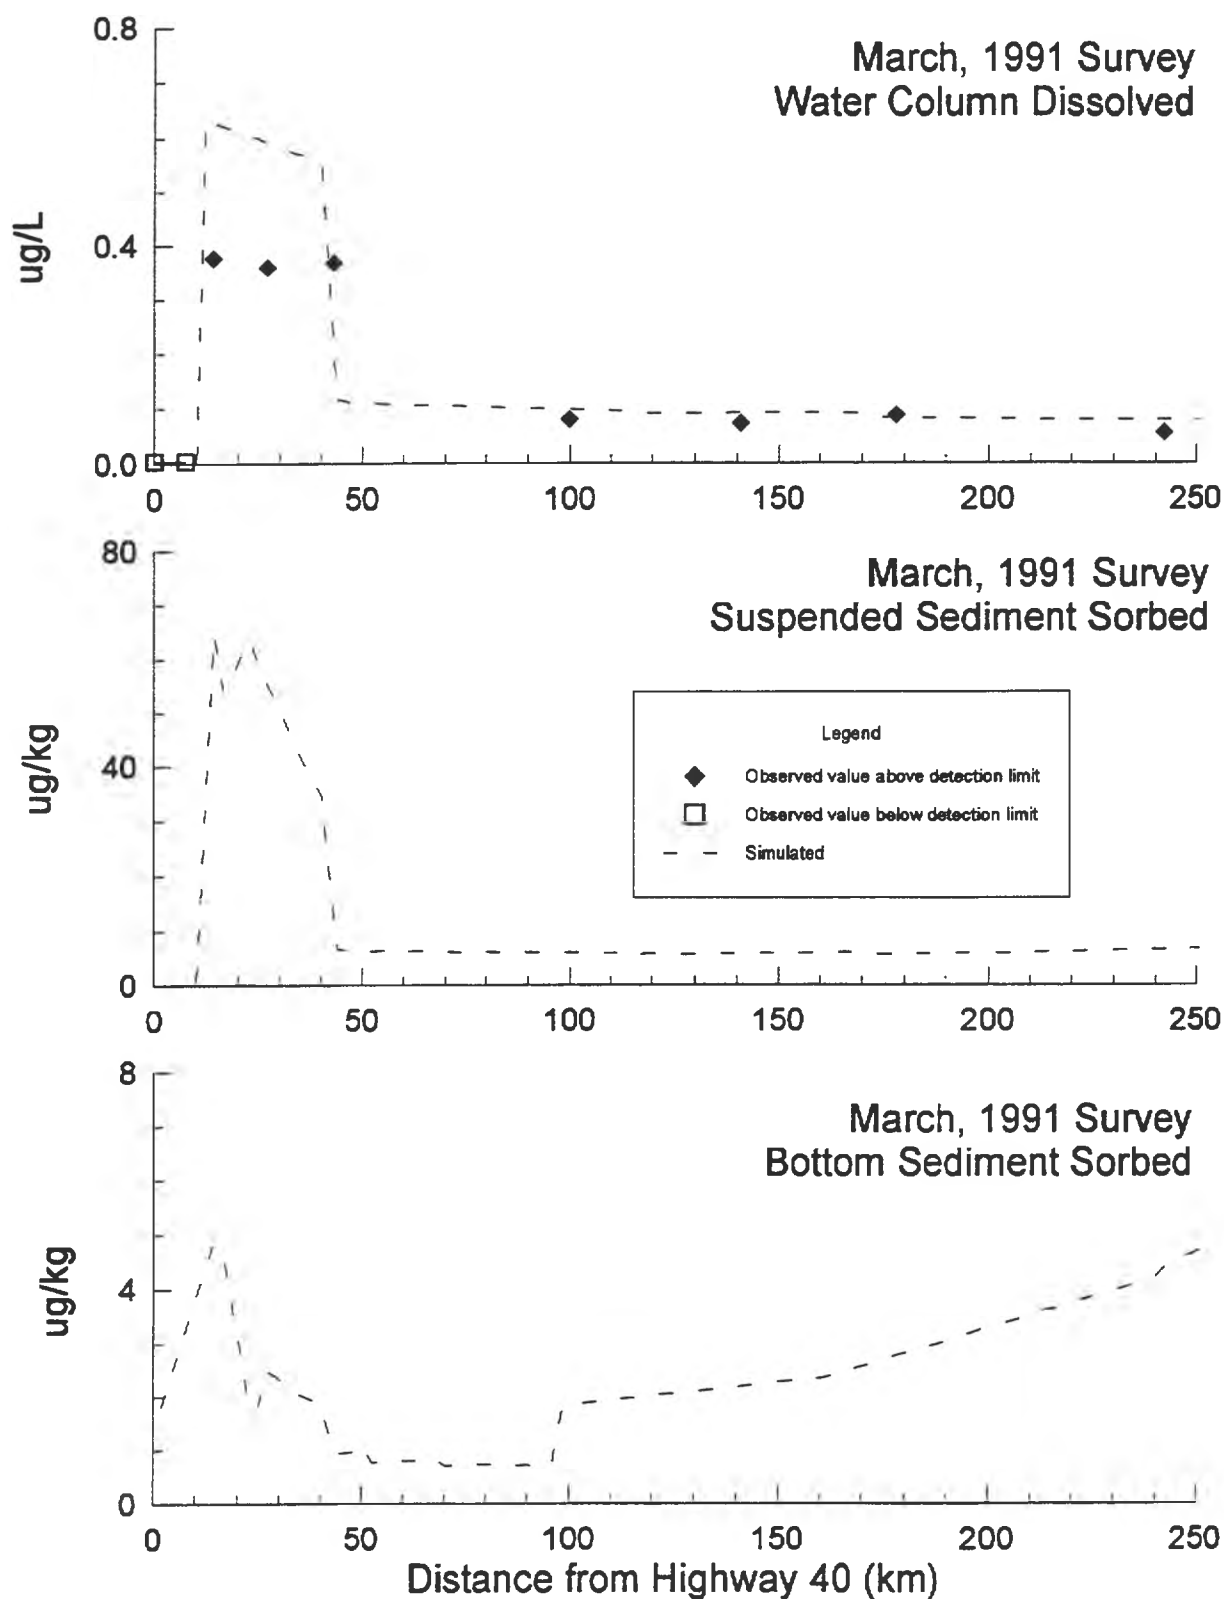 March, 1991 Survey
Water Column Dissolved
ug/L
0.8
0.4
0.0
0 50 100 150 200 250
March, 1991 Survey
Suspended Sediment Sorbed
ug/kg
80
40
0
Legend
Observed value above detection limit
Observed value below detection limit
Simulated
0 50 100 150 200 250
March, 1991 Survey
Bottom Sediment Sorbed
ug/kg
8
4
0
0 50 100 150 200 250
Distance from Highway 40 (km)